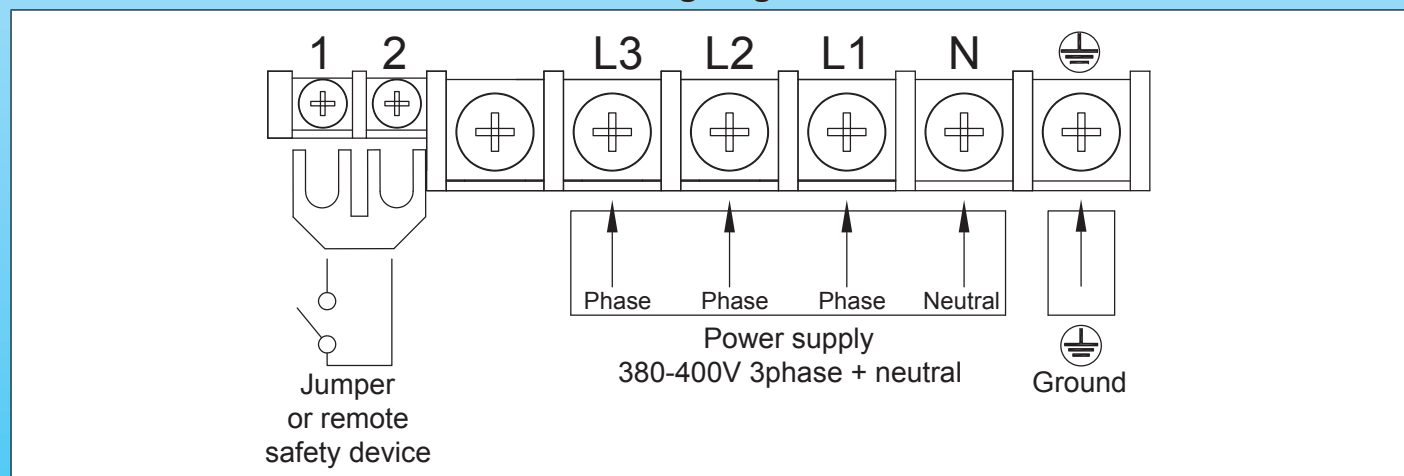 1 2 L3 L2 L1 N
Phase Phase Phase Neutral
Power supply
380-400V 3phase + neutral
Ground
Jumper
or remote
safety device